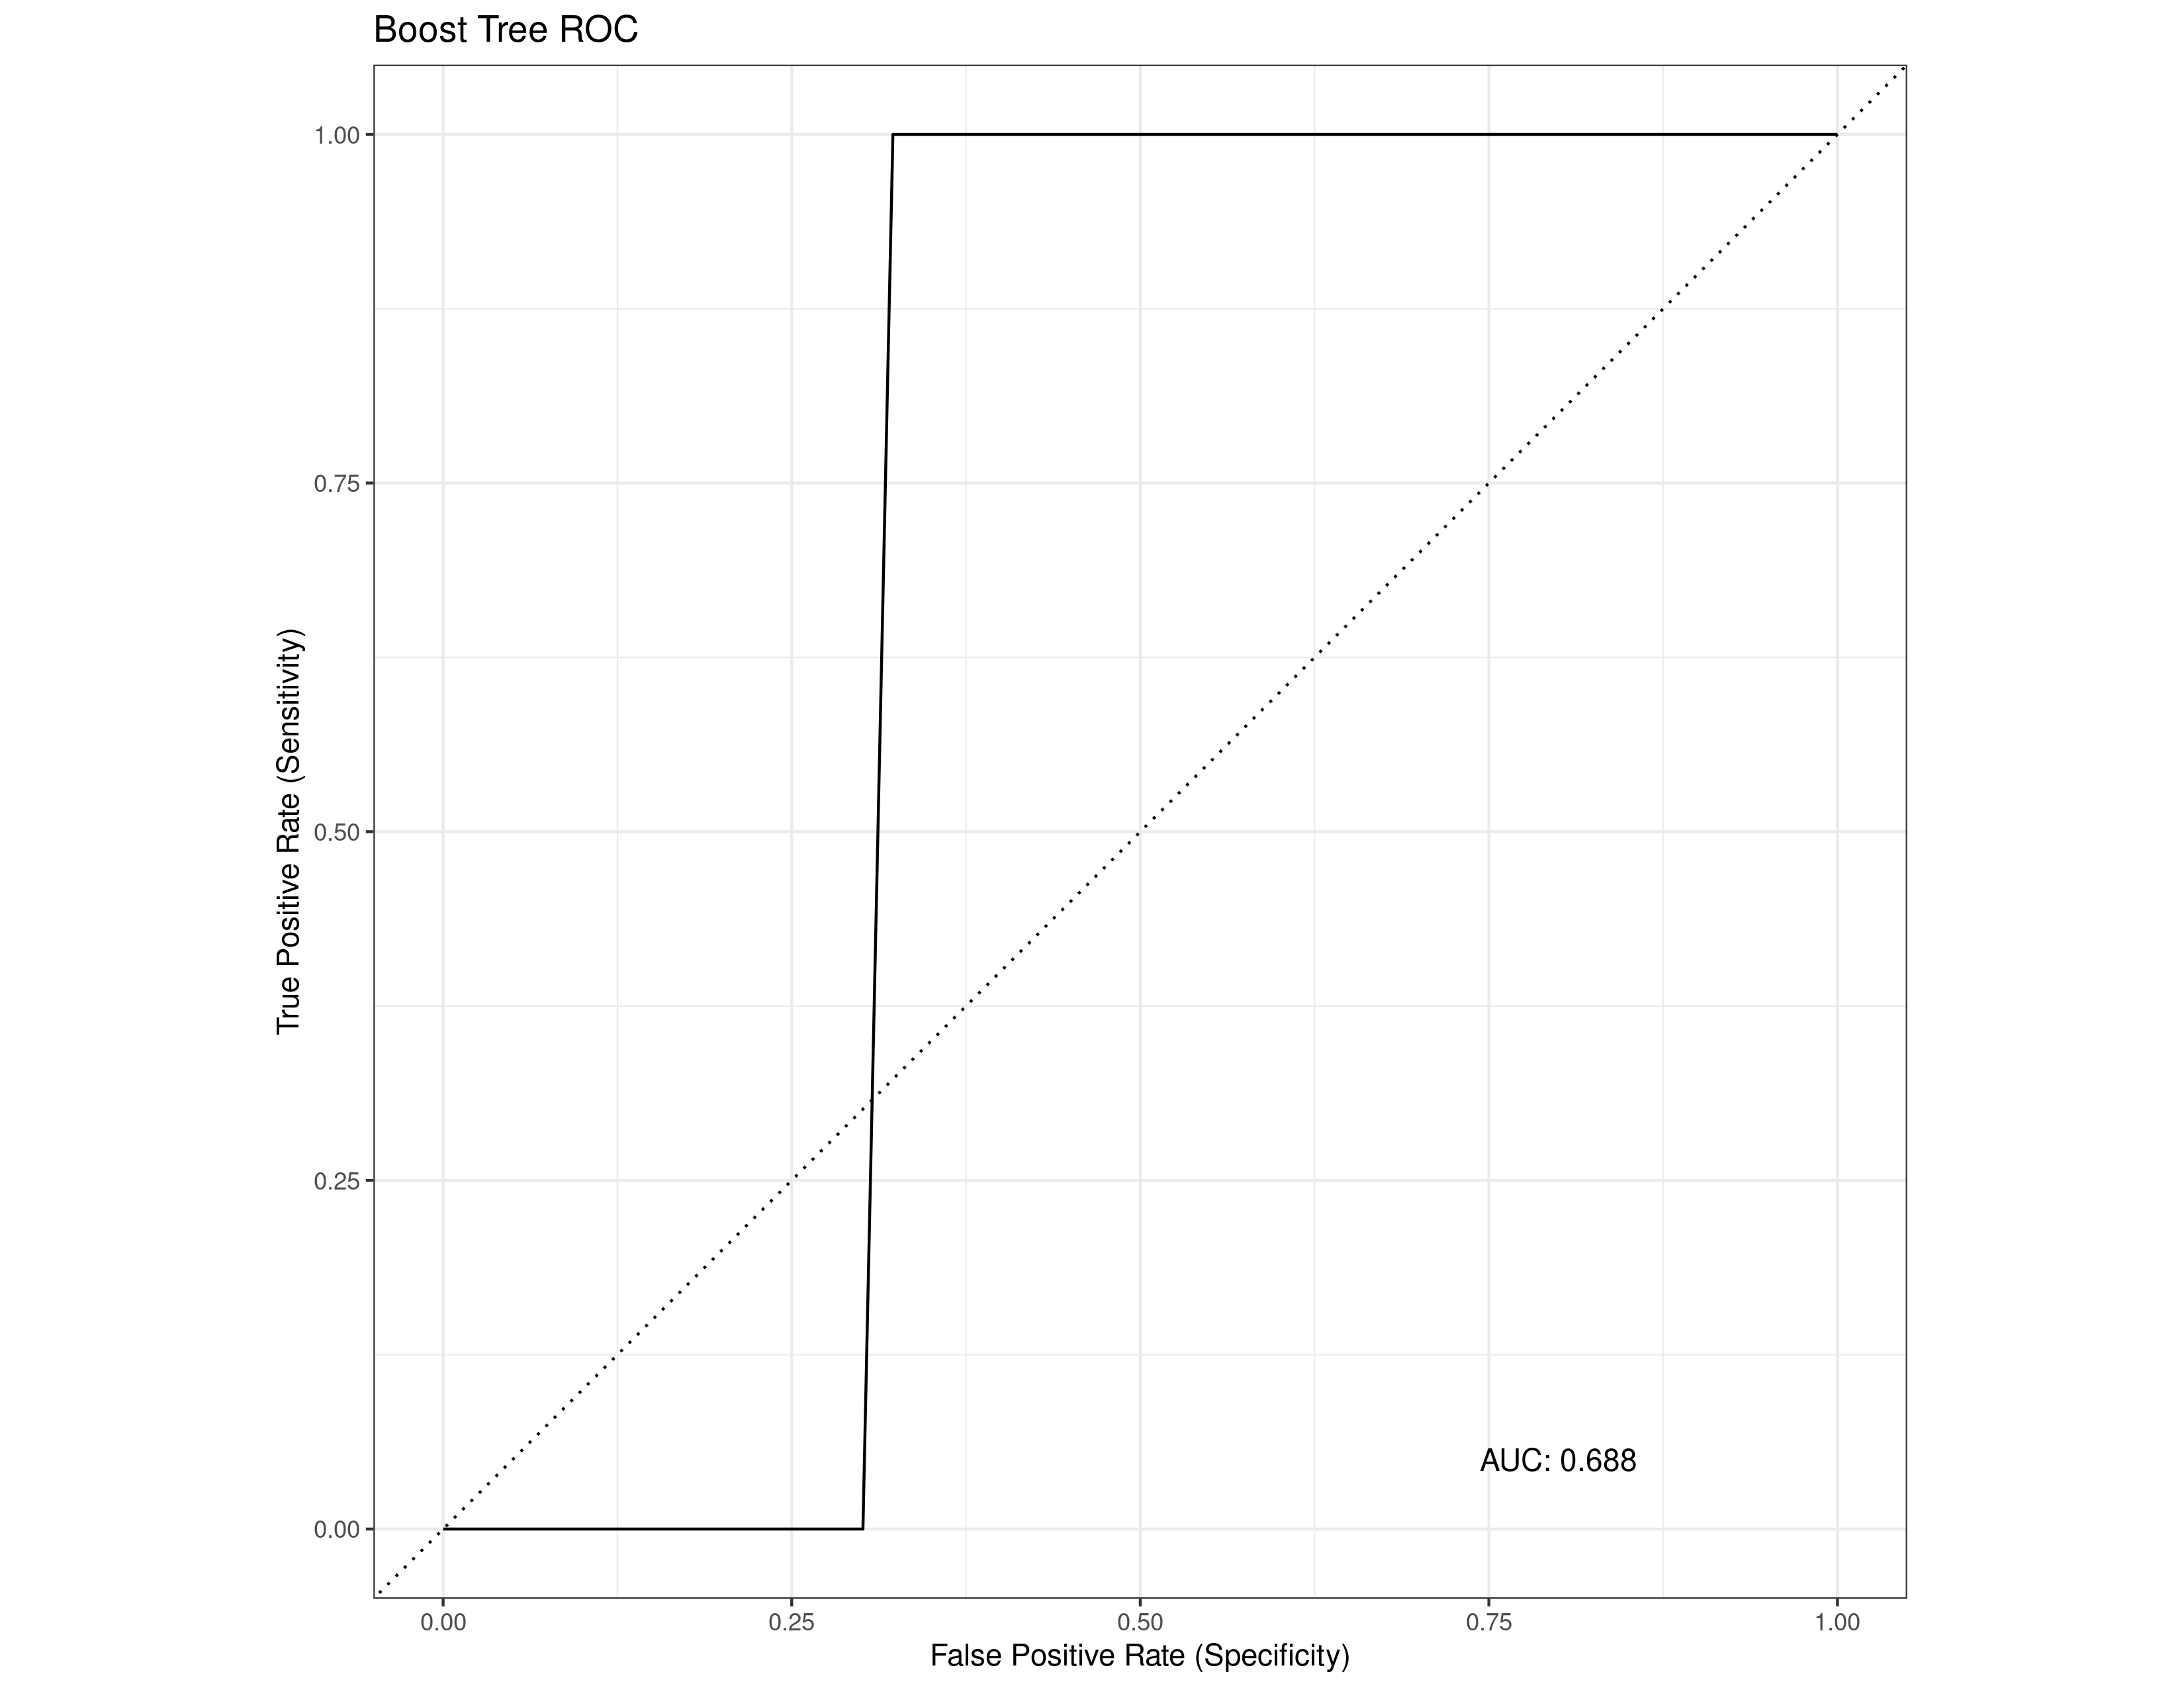 Boost Tree ROC
True Positive Rate (Sensitivity)
1.00
0.75
0.50
0.25
0.00
AUC: 0.688
0.00 0.25 0.50 0.75 1.00
False Positive Rate (Specificity)